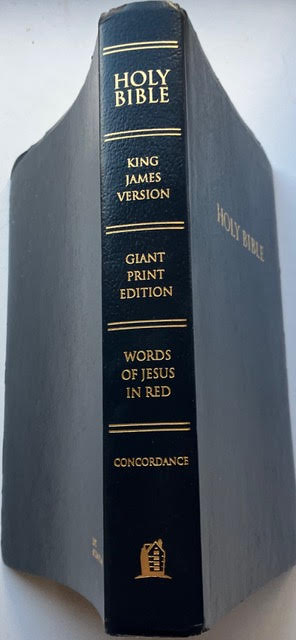 HOLY
BIBLE
KING
JAMES
VERSION
GIANT
PRINT
EDITION
WORDS
OF JESUS
IN RED
CONCORDANCE
HOLY BIBLE